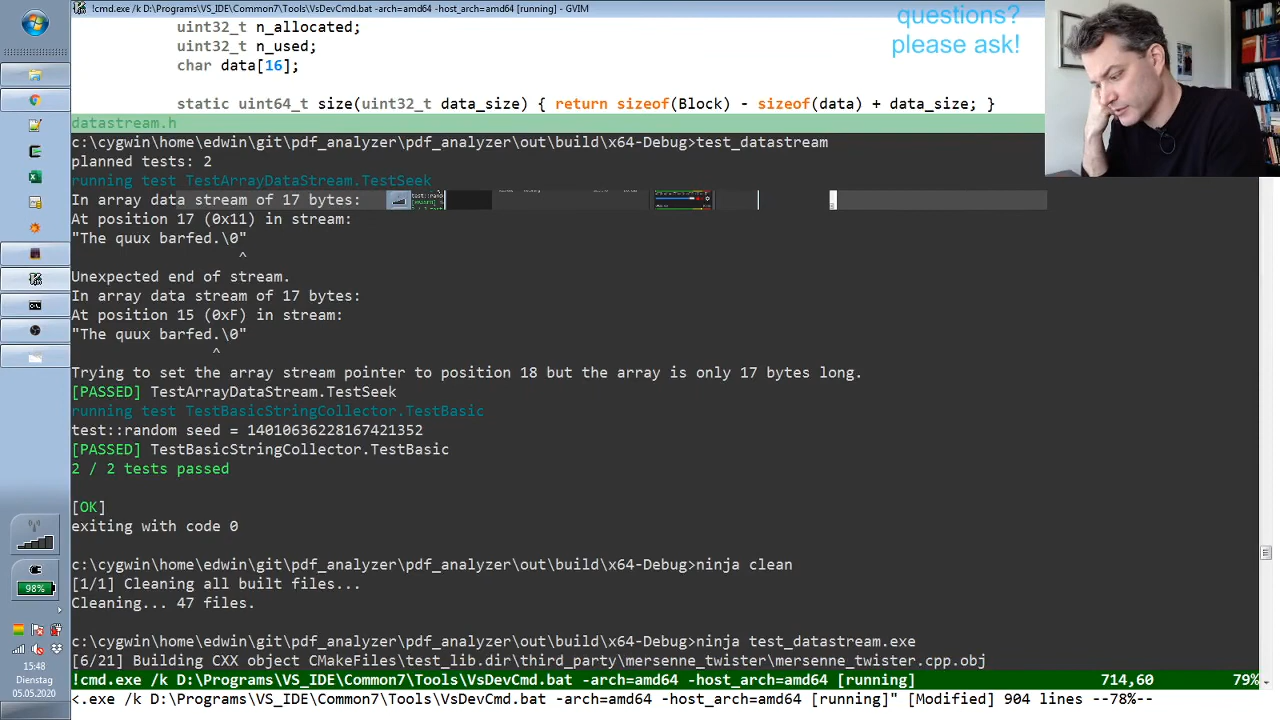 !cmd.exe /k D:\Programs\VS_IDE\Common7\Tools\VsDevCmd.bat -arch=amd64 -host_arch=amd64 [running] - GVIM
questions?
please ask!
uint32_t n_allocated;
uint32_t n_used;
char data[16];
static uint64_t size(uint32_t data_size) { return sizeof(Block) - sizeof(data) + data_size; }
datastream.h
c:\cygwin\home\edwin\git\pdf_analyzer\pdf_analyzer\out\build\x64-Debug>test_datastream
planned tests: 2
running test TestArrayDataStream.TestSeek
In array data stream of 17 bytes:
At position 17 (0x11) in stream:
"The quux barfed.\0"
^
Unexpected end of stream.
In array data stream of 17 bytes:
At position 15 (0xF) in stream:
"The quux barfed.\0"
^
Trying to set the array stream pointer to position 18 but the array is only 17 bytes long.
[PASSED] TestArrayDataStream.TestSeek
running test TestBasicStringCollector.TestBasic
test::random seed = 14010636228167421352
[PASSED] TestBasicStringCollector.TestBasic
2 / 2 tests passed
[OK]
exiting with code 0
c:\cygwin\home\edwin\git\pdf_analyzer\pdf_analyzer\out\build\x64-Debug>ninja clean
[1/1] Cleaning all built files...
Cleaning... 47 files.
c:\cygwin\home\edwin\git\pdf_analyzer\pdf_analyzer\out\build\x64-Debug>ninja test_datastream.exe
[6/21] Building CXX object CMakeFiles\test_lib.dir\third_party\mersenne_twister\mersenne_twister.cpp.obj
!cmd.exe /k D:\Programs\VS_IDE\Common7\Tools\VsDevCmd.bat -arch=amd64 -host_arch=amd64 [running] 714,60 79%
<.exe /k D:\Programs\VS_IDE\Common7\Tools\VsDevCmd.bat -arch=amd64 -host_arch=amd64 [running]" [Modified] 904 lines --78%--
98%
15:48
Dienstag
05.05.2020